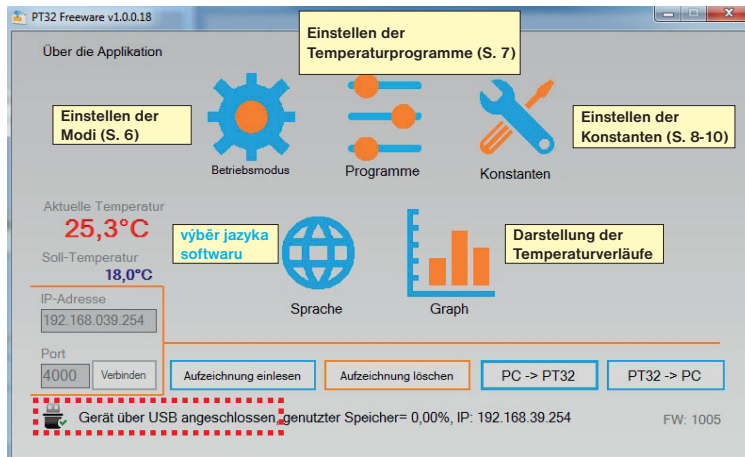 PT32 Freeware v1.0.0.18
Über die Applikation
Einstellen der
Temperaturprogramme (S. 7)
Einstellen der
Modi (S. 6)
Einstellen der
Konstanten (S. 8-10)
Betriebsmodus
Programme
Konstanten
Aktuelle Temperatur
25,3°C
Soll-Temperatur
18,0°C
výběr jazyka
softwaru
Darstellung der
Temperaturverläufe
Sprache
Graph
IP-Adresse
192.168.039.254
Port
4000
Verbinden
Aufzeichnung einlesen
Aufzeichnung löschen
PC -> PT32
PT32 -> PC
Gerät über USB angeschlossen, genutzter Speicher= 0,00%, IP: 192.168.39.254
FW: 1005